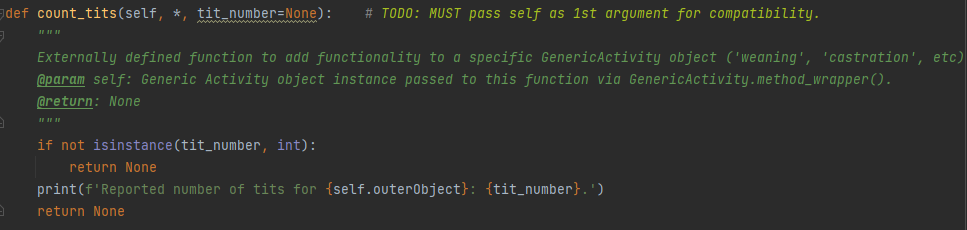 def count_tits(self, *, tit_number=None):    # TODO: MUST pass self as 1st argument for compatibility.
    """
    Externally defined function to add functionality to a specific GenericActivity object ('weaning', 'castration', etc)
    @param self: Generic Activity object instance passed to this function via GenericActivity.method_wrapper().
    @return: None
    """
    if not isinstance(tit_number, int):
        return None
    print(f'Reported number of tits for {self.outerObject}: {tit_number}.')
    return None